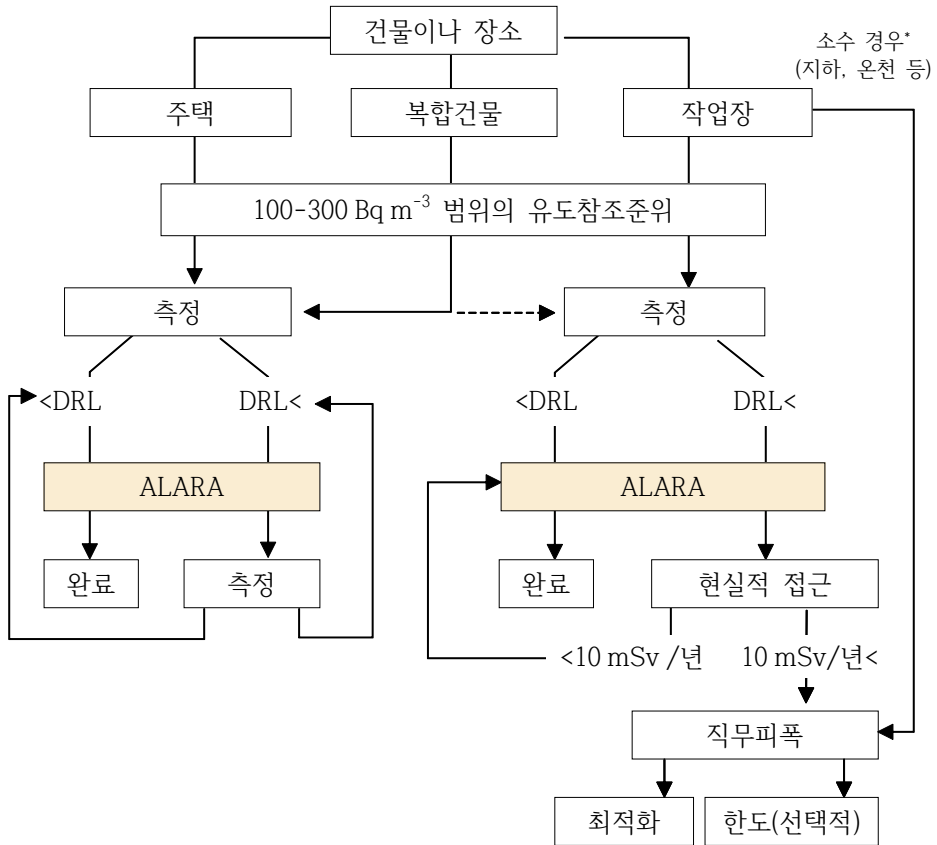 건물이나 장소
소수 경우*
(지하, 온천 등)
주택
복합건물
작업장
100-300 Bq m⁻³ 범위의 유도참조준위
측정
측정
<DRL
DRL<
<DRL
DRL<
ALARA
ALARA
완료
측정
완료
현실적 접근
<10 mSv /년
10 mSv/년<
직무피폭
최적화
한도(선택적)